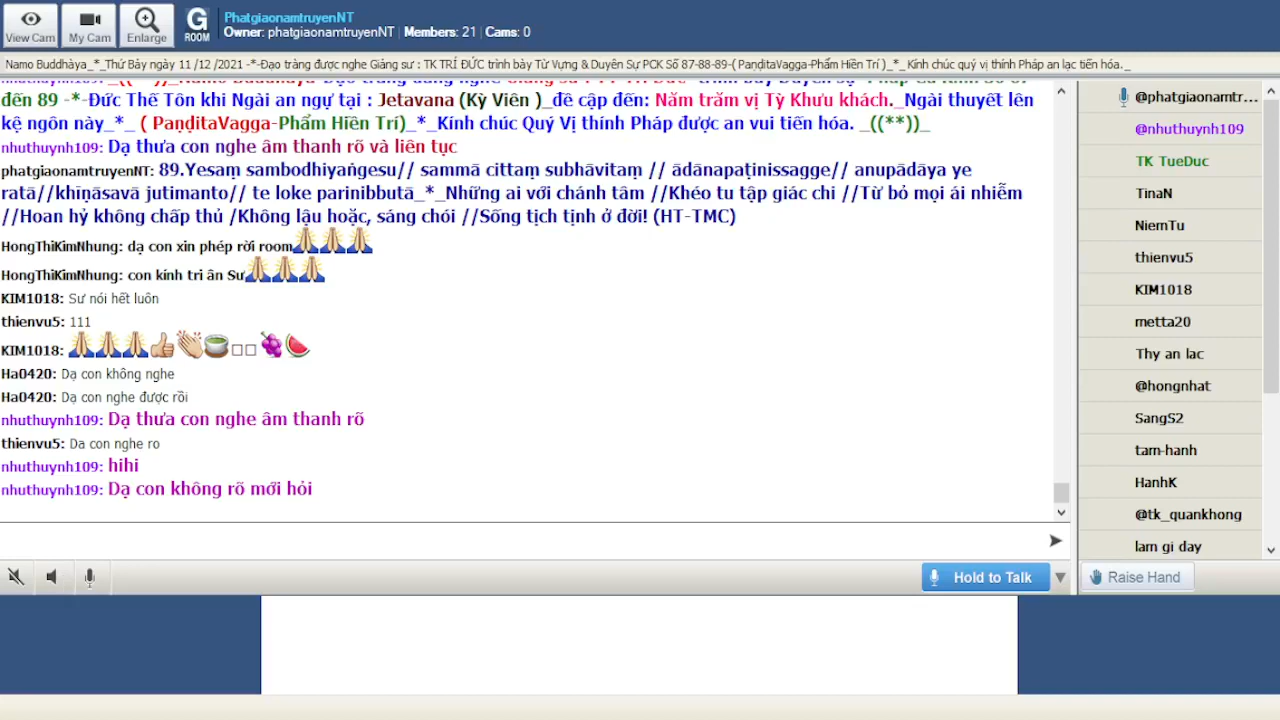 View Cam
My Cam
Enlarge
G
ROOM
PhatgiaonamtruyenNT
Owner: phatgiaonamtruyenNT | Members: 21 | Cams: 0
Namo Buddhàya_*_Thứ Bảy ngày 11 /12 /2021 -*-Đạo tràng được nghe Giảng sư : TK TRÍ ĐỨC trình bày Từ Vựng & Duyên Sự PCK Số 87-88-89-( PaṇḍitaVagga-Phẩm Hiền Trí )_*_ Kính chúc quý vị thính Pháp an lạc tiến hóa._
đến 89 -*-Đức Thế Tôn khi Ngài an ngự tại : Jetavana (Kỳ Viên )_đề cập đến: Năm trăm vị Tỳ Khưu khách._Ngài thuyết lên
kệ ngôn này_*_ ( PaṇḍitaVagga-Phẩm Hiền Trí)_*_Kính chúc Quý Vị thính Pháp được an vui tiến hóa. _((**))_
nhuthuynh109: Dạ thưa con nghe âm thanh rõ và liên tục
phatgiaonamtruyenNT: 89.Yesaṃ sambodhiyaṅgesu// sammā cittaṃ subhāvitaṃ // ādānapaṭinissagge// anupādāya ye
ratā//khīṇāsavā jutimanto// te loke parinibbutā_*_Những ai với chánh tâm //Khéo tu tập giác chi //Từ bỏ mọi ái nhiễm
//Hoan hỷ không chấp thủ /Không lậu hoặc, sáng chói //Sống tịch tịnh ở đời! (HT-TMC)
HongThiKimNhung: dạ con xin phép rời room🙏🙏🙏
HongThiKimNhung: con kính tri ân Sư🙏🙏🙏
KIM1018: Sư nói hết luôn
thienvu5: 111
KIM1018: 🙏🙏🙏👍👏🍵□□🍇🍉
Ha0420: Dạ con không nghe
Ha0420: Dạ con nghe được rồi
nhuthuynh109: Dạ thưa con nghe âm thanh rõ
thienvu5: Da con nghe ro
nhuthuynh109: hihi
nhuthuynh109: Dạ con không rõ mới hỏi
@phatgiaonamtr...
@nhuthuynh109
TK TueDuc
TinaN
NiemTu
thienvu5
KIM1018
metta20
Thy an lac
@hongnhat
SangS2
tam-hanh
HanhK
@tk_quankhong
lam gi day
Hold to Talk
Raise Hand